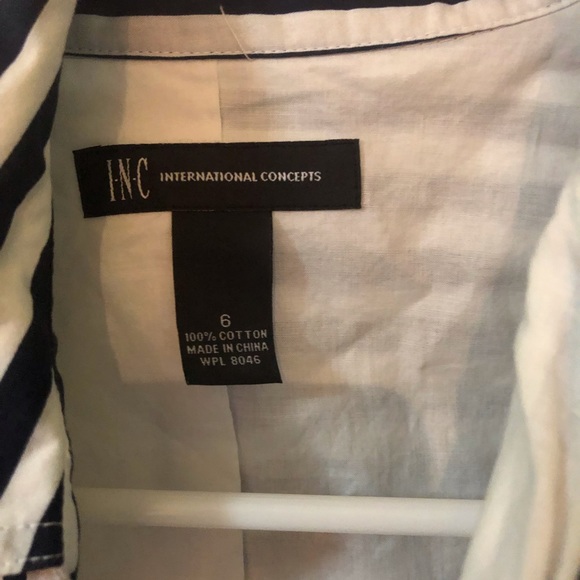 I·N·C INTERNATIONAL CONCEPTS
6
100% COTTON
MADE IN CHINA
WPL 8046